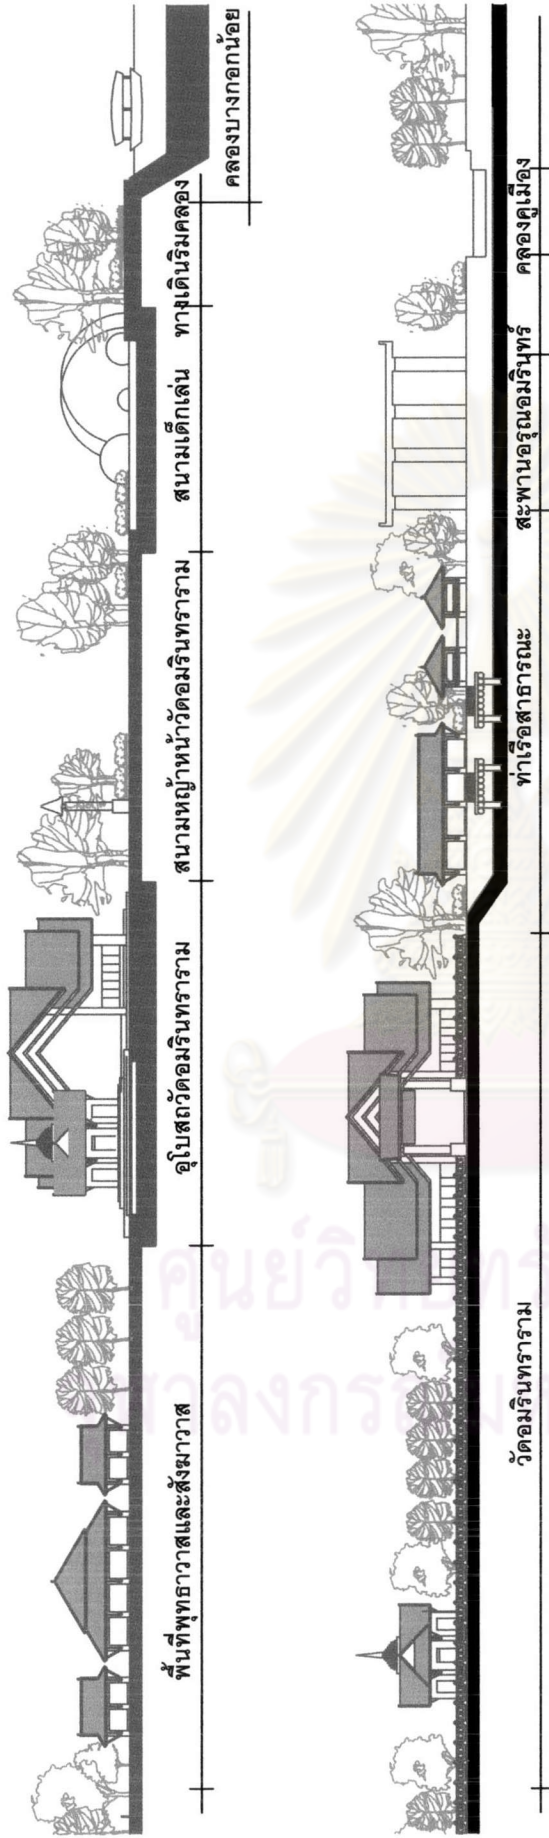 พื้นที่พุทธาวาสและสังฆาวาส
อุโบสถวัดอมรินทราราม
สนามหญ้าหน้าวัดอมรินทราราม
สนามเด็กเล่น
ทางเดินริมคลอง
คลองบางกอกน้อย
วัดอมรินทราราม
ท่าเรือสาธารณะ
สะพานอรุณอมรินทร์
คลองคูเมือง